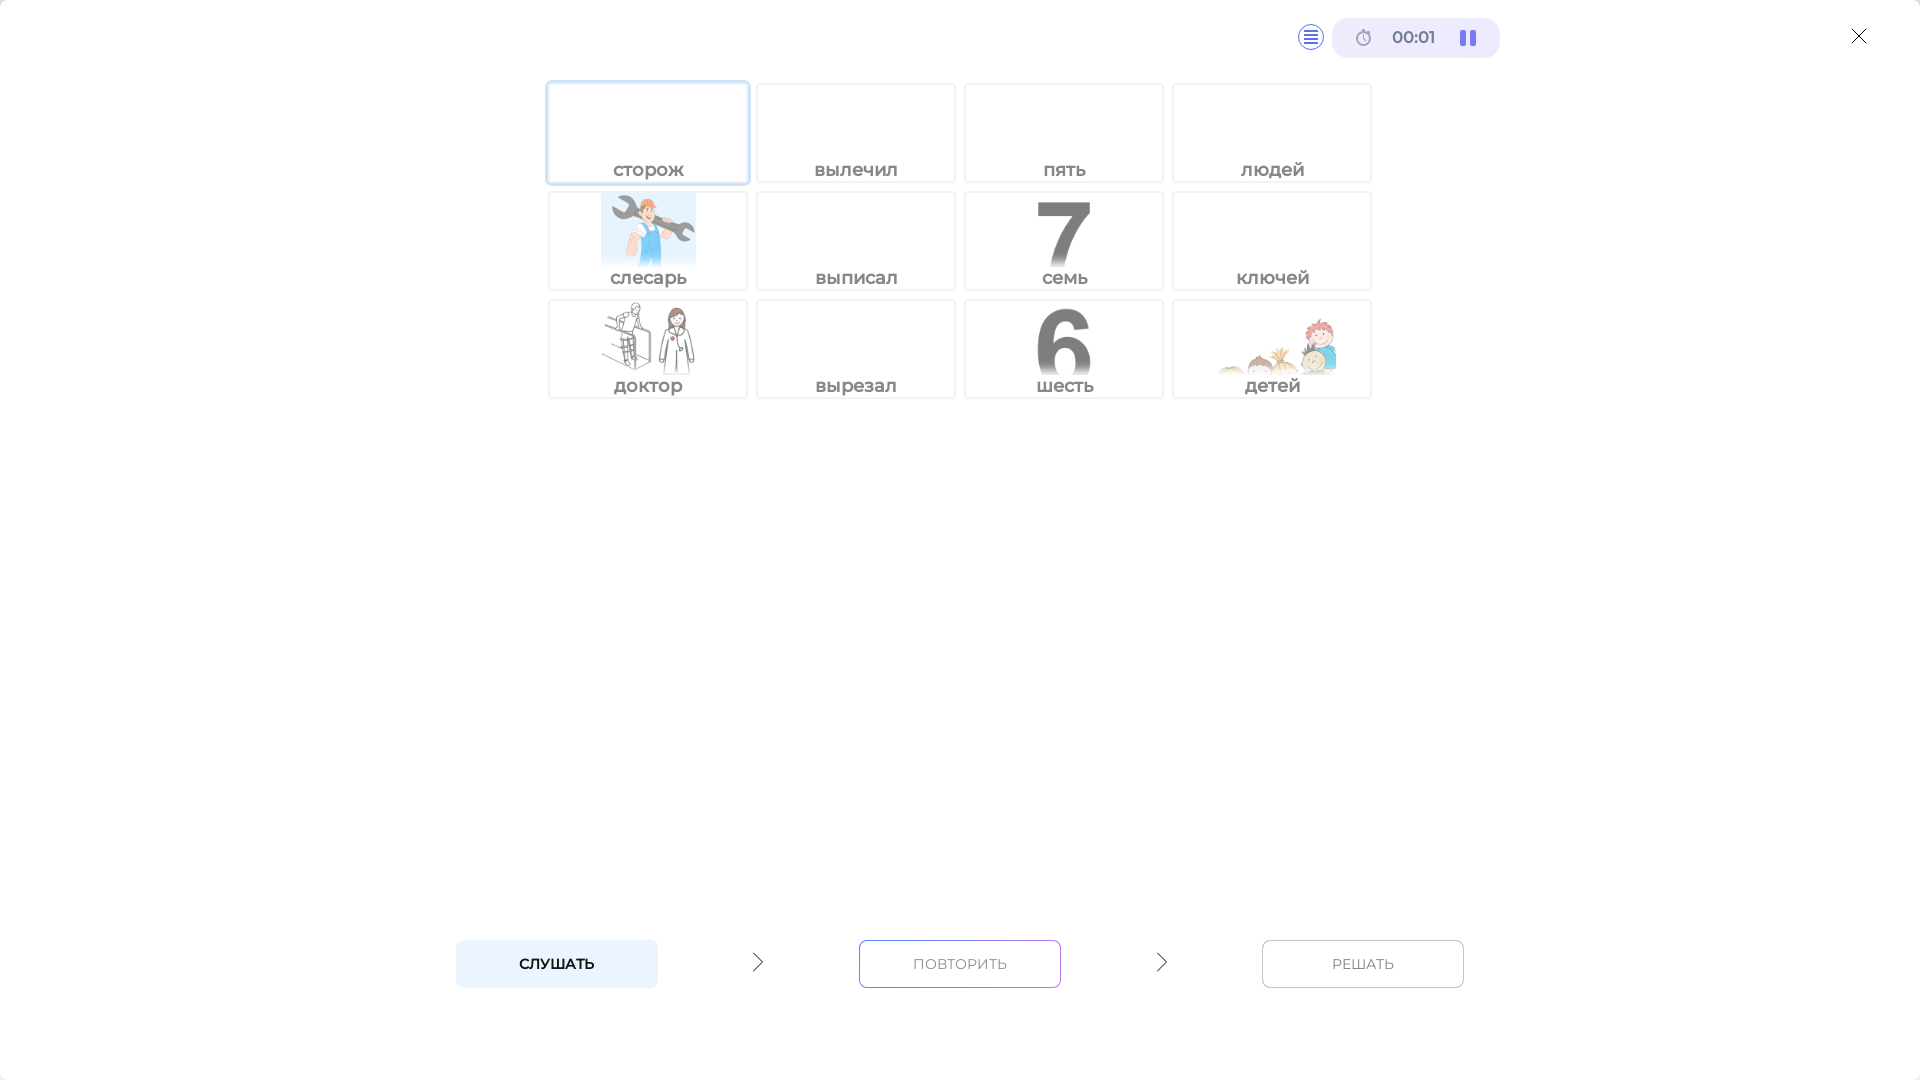 00:01
сторож вылечил пять людей
7
слесарь выписал семь ключей
6
доктор вырезал шесть детей
СЛУШАТЬ ПОВТОРИТЬ РЕШАТЬ